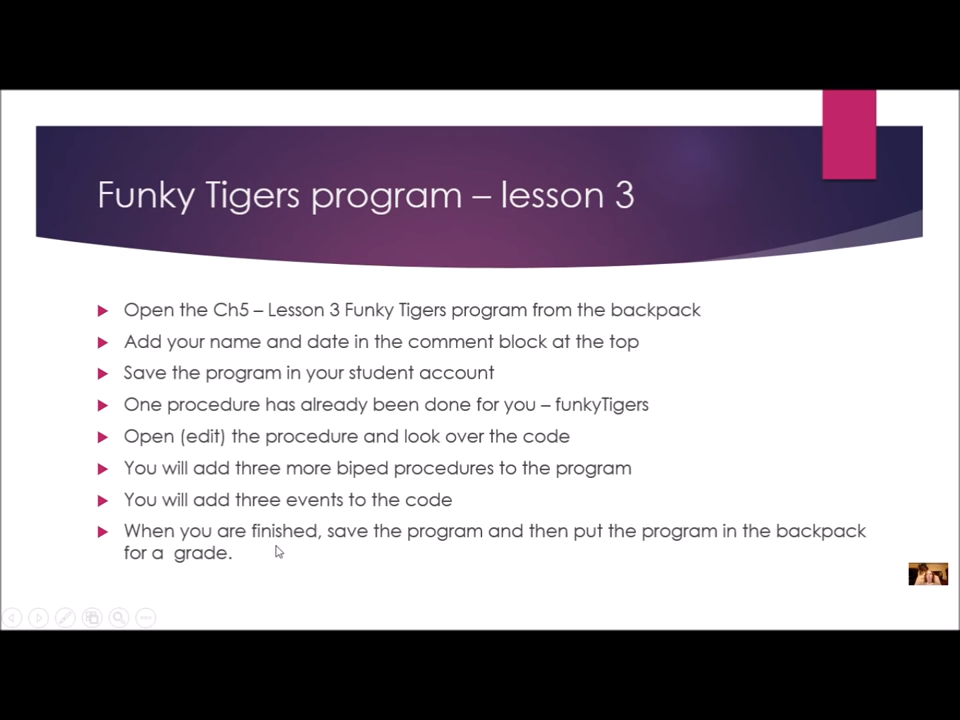 Funky Tigers program – lesson 3
Open the Ch5 – Lesson 3 Funky Tigers program from the backpack
Add your name and date in the comment block at the top
Save the program in your student account
One procedure has already been done for you – funkyTigers
Open (edit) the procedure and look over the code
You will add three more biped procedures to the program
You will add three events to the code
When you are finished, save the program and then put the program in the backpack
for a  grade.